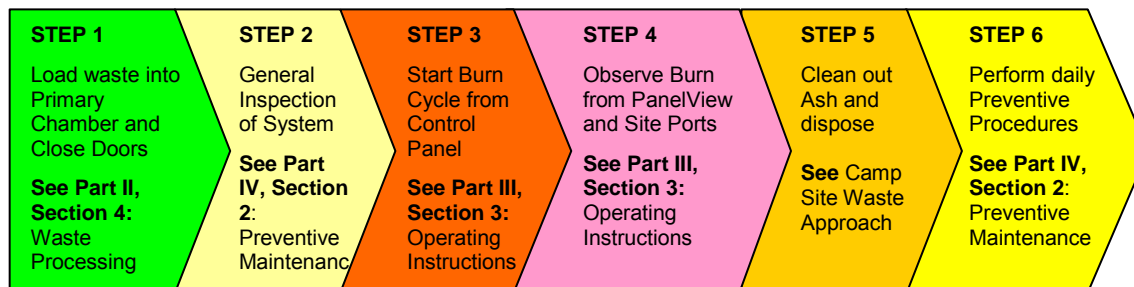 STEP 1
Load waste into
Primary
Chamber and
Close Doors
See Part II,
Section 4:
Waste
Processing
STEP 2
General
Inspection
of System
See Part
IV, Section
2:
Preventive
Maintenanc
STEP 3
Start Burn
Cycle from
Control
Panel
See Part III,
Section 3:
Operating
Instructions
STEP 4
Observe Burn
from PanelView
and Site Ports
See Part III,
Section 3:
Operating
Instructions
STEP 5
Clean out
Ash and
dispose
See Camp
Site Waste
Approach
STEP 6
Perform daily
Preventive
Procedures
See Part IV,
Section 2:
Preventive
Maintenance